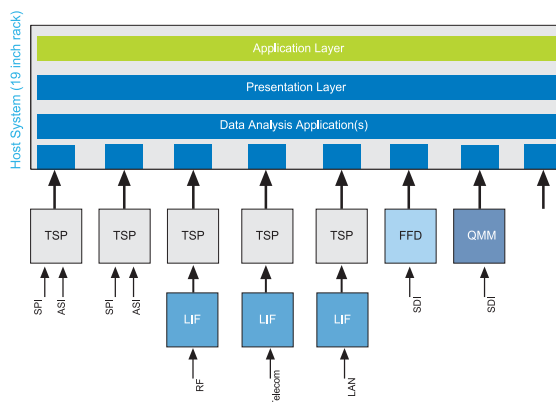 Host System (19 inch rack)
Application Layer
Presentation Layer
Data Analysis Application(s)
TSP
TSP
TSP
TSP
TSP
FFD
QMM
SPI
ASI
SPI
ASI
SDI
SDI
LIF
LIF
LIF
RF
Telecom
LAN